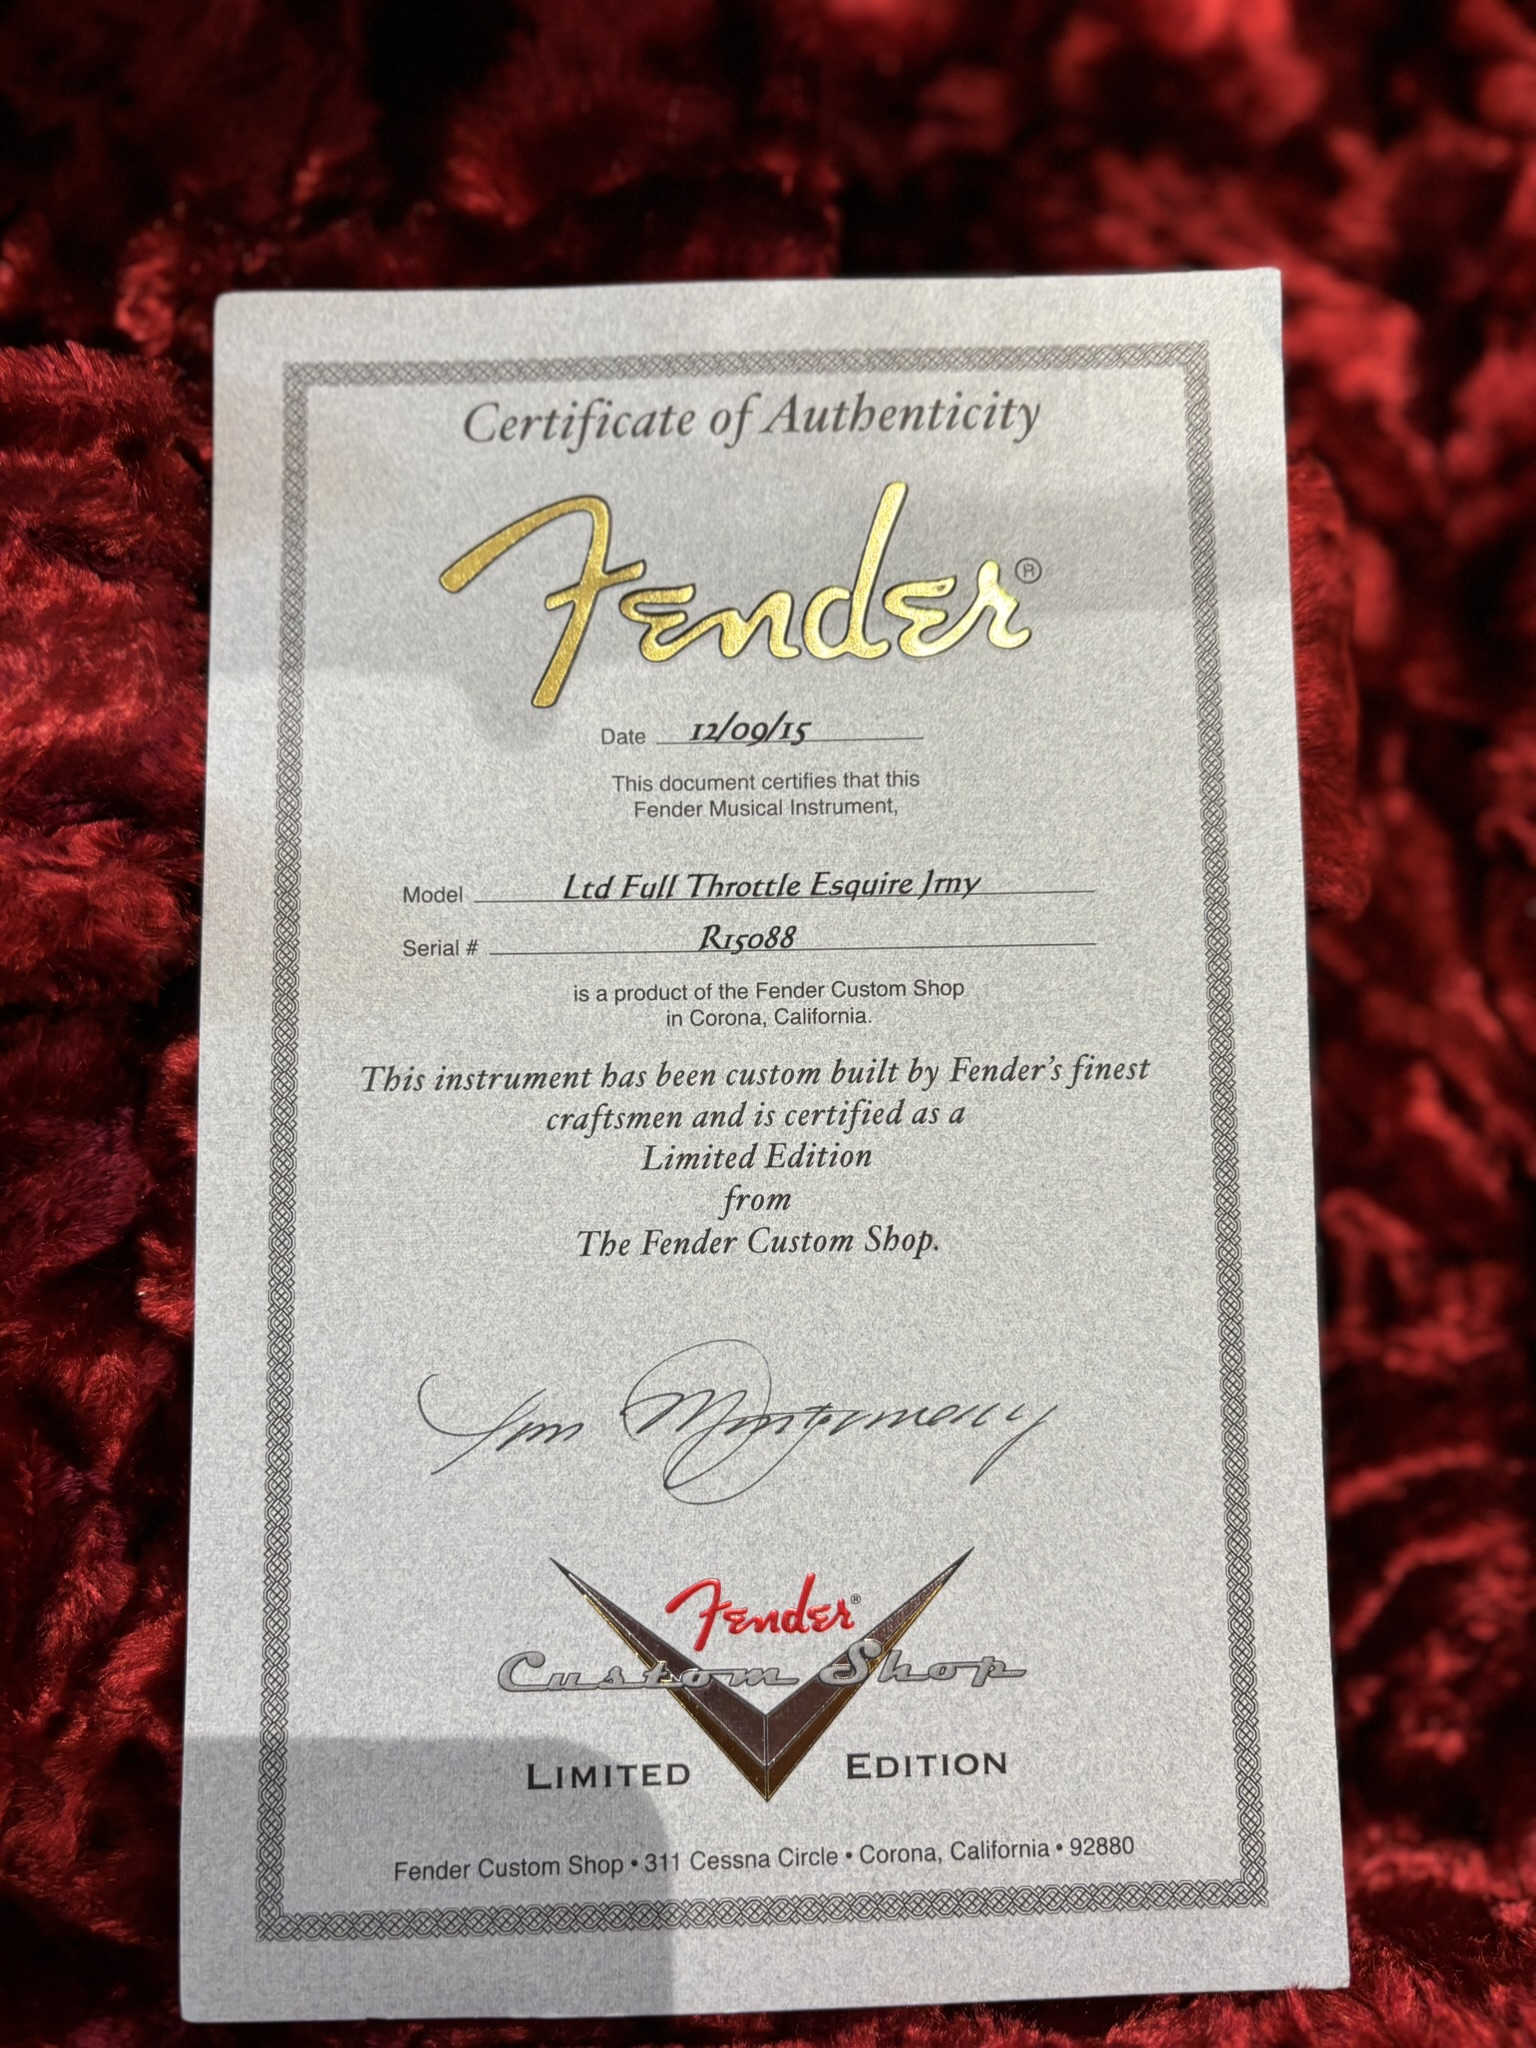 Certificate of Authenticity
Fender®
Date 12/09/15
This document certifies that this
Fender Musical Instrument,
Model Ltd Full Throttle Esquire Jrny
Serial # R15088
is a product of the Fender Custom Shop
in Corona, California.
This instrument has been custom built by Fender's finest
craftsmen and is certified as a
Limited Edition
from
The Fender Custom Shop.
Montgomery
Fender®
Custom Shop
LIMITED EDITION
Fender Custom Shop • 311 Cessna Circle • Corona, California • 92880